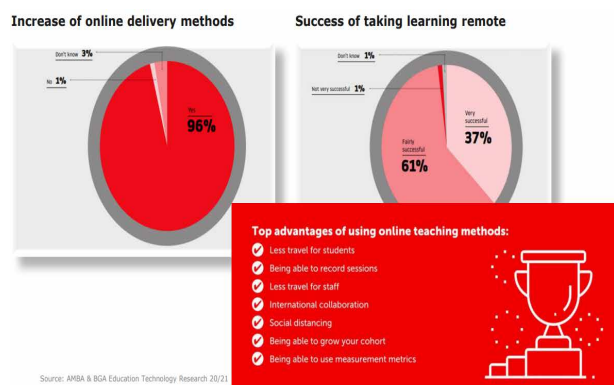 Increase of online delivery methods
Don't know 3%
No 1%
Yes
96%
Success of taking learning remote
Don't know 1%
Not very successful 1%
Very
successful
37%
Fairly
successful
61%
Top advantages of using online teaching methods:
Less travel for students
Being able to record sessions
Less travel for staff
International collaboration
Social distancing
Being able to grow your cohort
Being able to use measurement metrics
Source: AMBA & BGA Education Technology Research 20/21